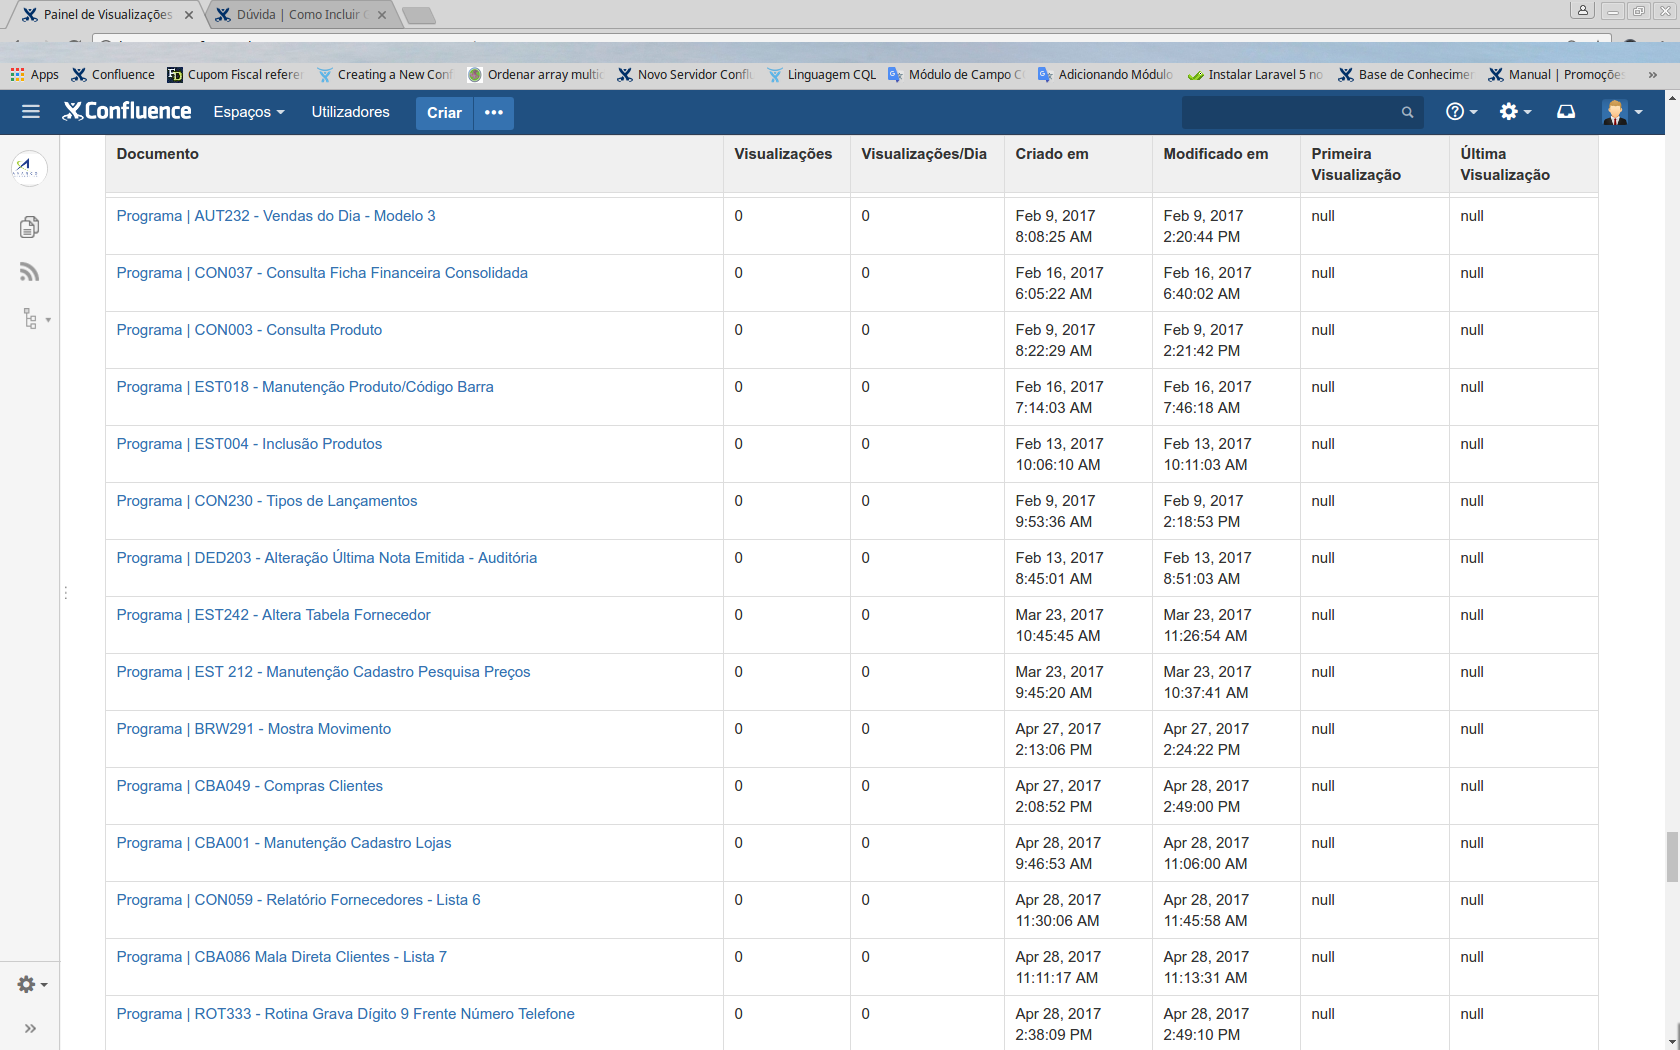 Painel de Visualizações
Dúvida | Como Incluir
Apps
Confluence
Cupom Fiscal referen
Creating a New Conf
Ordenar array multic
Novo Servidor Conflu
Linguagem CQL
Módulo de Campo C
Adicionando Módulo
Instalar Laravel 5 no
Base de Conhecimen
Manual | Promoções
»
Confluence
Espaços
Utilizadores
Criar
•••
Documento
Visualizações
Visualizações/Dia
Criado em
Modificado em
Primeira Visualização
Última Visualização
Programa | AUT232 - Vendas do Dia - Modelo 3 0 0 Feb 9, 2017 8:08:25 AM Feb 9, 2017 2:20:44 PM null null
Programa | CON037 - Consulta Ficha Financeira Consolidada 0 0 Feb 16, 2017 6:05:22 AM Feb 16, 2017 6:40:02 AM null null
Programa | CON003 - Consulta Produto 0 0 Feb 9, 2017 8:22:29 AM Feb 9, 2017 2:21:42 PM null null
Programa | EST018 - Manutenção Produto/Código Barra 0 0 Feb 16, 2017 7:14:03 AM Feb 16, 2017 7:46:18 AM null null
Programa | EST004 - Inclusão Produtos 0 0 Feb 13, 2017 10:06:10 AM Feb 13, 2017 10:11:03 AM null null
Programa | CON230 - Tipos de Lançamentos 0 0 Feb 9, 2017 9:53:36 AM Feb 9, 2017 2:18:53 PM null null
Programa | DED203 - Alteração Última Nota Emitida - Auditória 0 0 Feb 13, 2017 8:45:01 AM Feb 13, 2017 8:51:03 AM null null
Programa | EST242 - Altera Tabela Fornecedor 0 0 Mar 23, 2017 10:45:45 AM Mar 23, 2017 11:26:54 AM null null
Programa | EST 212 - Manutenção Cadastro Pesquisa Preços 0 0 Mar 23, 2017 9:45:20 AM Mar 23, 2017 10:37:41 AM null null
Programa | BRW291 - Mostra Movimento 0 0 Apr 27, 2017 2:13:06 PM Apr 27, 2017 2:24:22 PM null null
Programa | CBA049 - Compras Clientes 0 0 Apr 27, 2017 2:08:52 PM Apr 28, 2017 2:49:00 PM null null
Programa | CBA001 - Manutenção Cadastro Lojas 0 0 Apr 28, 2017 9:46:53 AM Apr 28, 2017 11:06:00 AM null null
Programa | CON059 - Relatório Fornecedores - Lista 6 0 0 Apr 28, 2017 11:30:06 AM Apr 28, 2017 11:45:58 AM null null
Programa | CBA086 Mala Direta Clientes - Lista 7 0 0 Apr 28, 2017 11:11:17 AM Apr 28, 2017 11:13:31 AM null null
Programa | ROT333 - Rotina Grava Dígito 9 Frente Número Telefone 0 0 Apr 28, 2017 2:38:09 PM Apr 28, 2017 2:49:10 PM null null